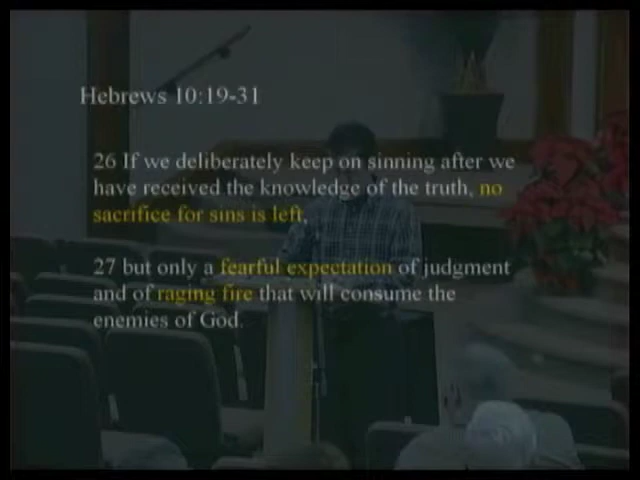 Hebrews 10:19-31
26 If we deliberately keep on sinning after we
have received the knowledge of the truth, no
sacrifice for sins is left,
27 but only a fearful expectation of judgment
and of raging fire that will consume the
enemies of God.